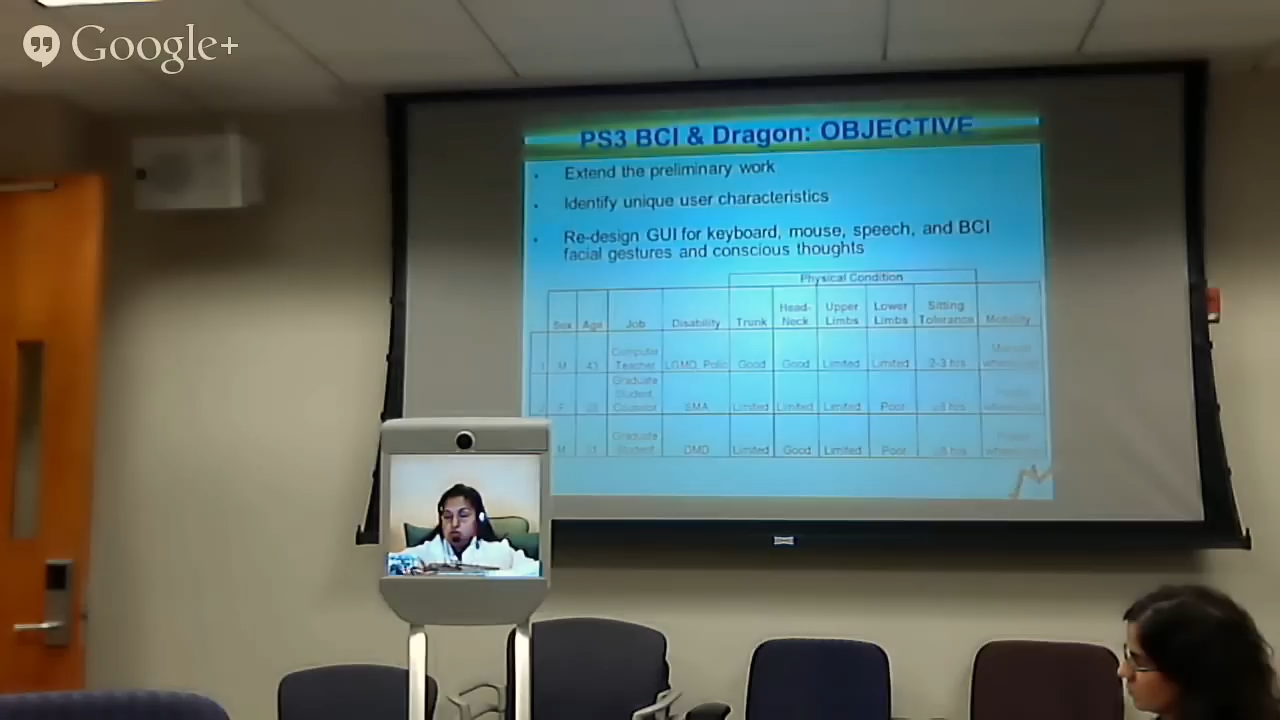 Google+
PS3 BCI & Dragon: OBJECTIVE
Extend the preliminary work
Identify unique user characteristics
Re-design GUI for keyboard, mouse, speech, and BCI
facial gestures and conscious thoughts
Physical Condition
Sex Age Job Disability Trunk Head-Neck Upper Limbs Lower Limbs Sitting Tolerance Mobility
1 M 43 Computer Teacher LGMD, Polio Good Good Limited Limited 2-3 hrs
Graduate Student SMA Limited Limited Limited Poor
M Graduate Student DMD Limited Good Limited Poor